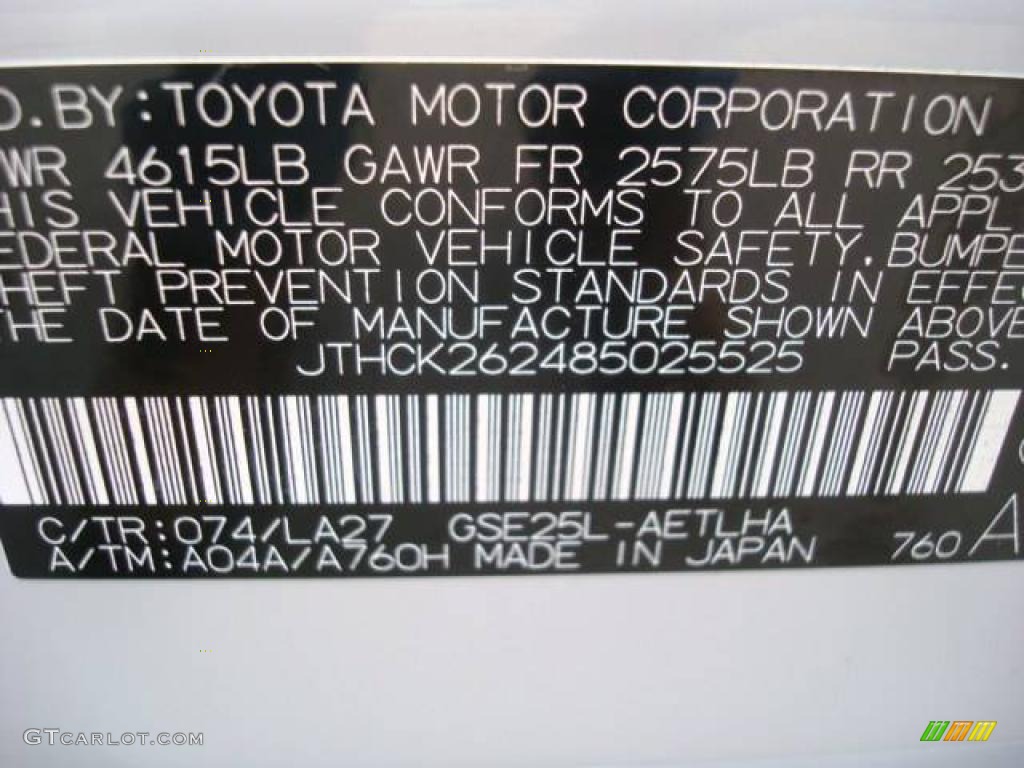 D. BY: TOYOTA MOTOR CORPORATION
WR 4615LB GAWR FR 2575LB RR 253
HIS VEHICLE CONFORMS TO ALL APPL
EDERAL MOTOR VEHICLE SAFETY, BUMPE
HEFT PREVENTION STANDARDS IN EFFEC
HE DATE OF MANUFACTURE SHOWN ABOVE
JTHCK262485025525 PASS.
C/TR: 074/LA27 GSE25L-AETLHA
A/TM: A04A/A760H MADE IN JAPAN 760 A
GTCARLOT.COM